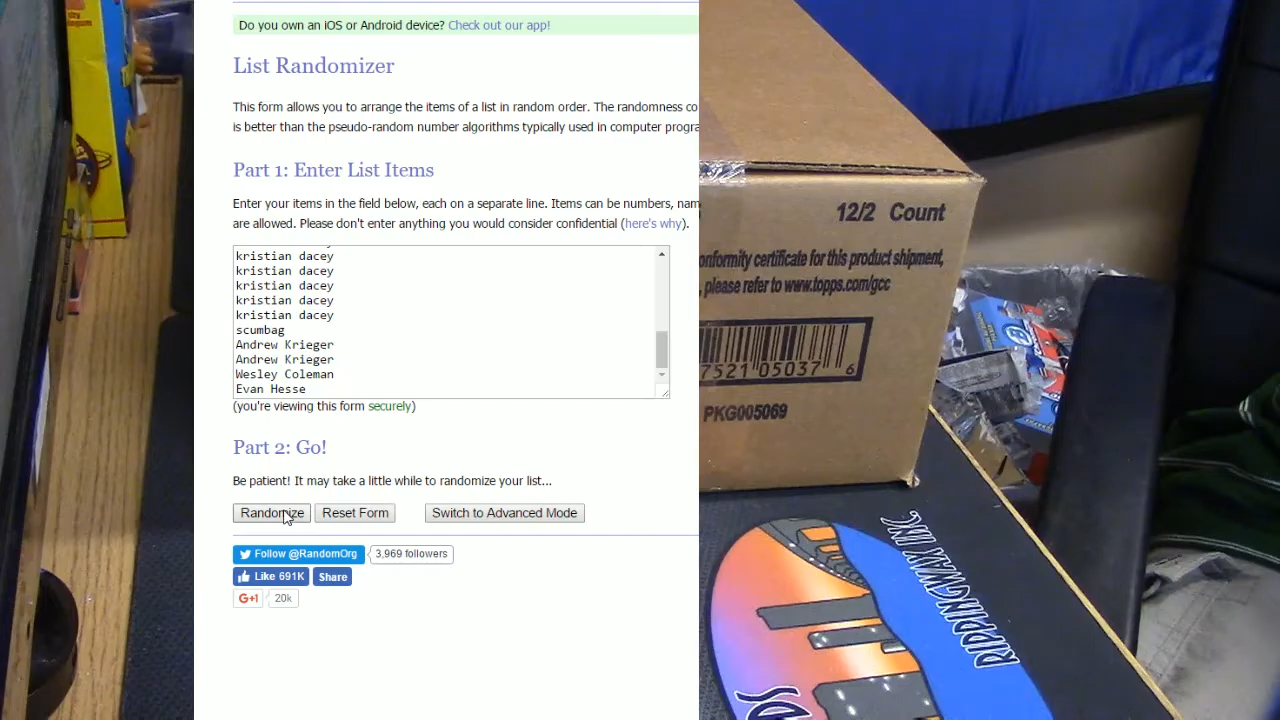 Do you own an iOS or Android device? Check out our app!
List Randomizer
This form allows you to arrange the items of a list in random order. The randomness co
is better than the pseudo-random number algorithms typically used in computer progra
Part 1: Enter List Items
Enter your items in the field below, each on a separate line. Items can be numbers, nam
are allowed. Please don't enter anything you would consider confidential (here's why).
kristian dacey
kristian dacey
kristian dacey
kristian dacey
kristian dacey
scumbag
Andrew Krieger
Andrew Krieger
Wesley Coleman
Evan Hesse
(you're viewing this form securely)
Part 2: Go!
Be patient! It may take a little while to randomize your list...
Randomize Reset Form Switch to Advanced Mode
Follow @RandomOrg 3,969 followers
Like 691K Share
G+1 20k
12/2 Count
onformity certificate for this product shipment,
, please refer to www.topps.com/gcc
7521 05037 6
PKG005069
RIPPINGWAX INC.
DS